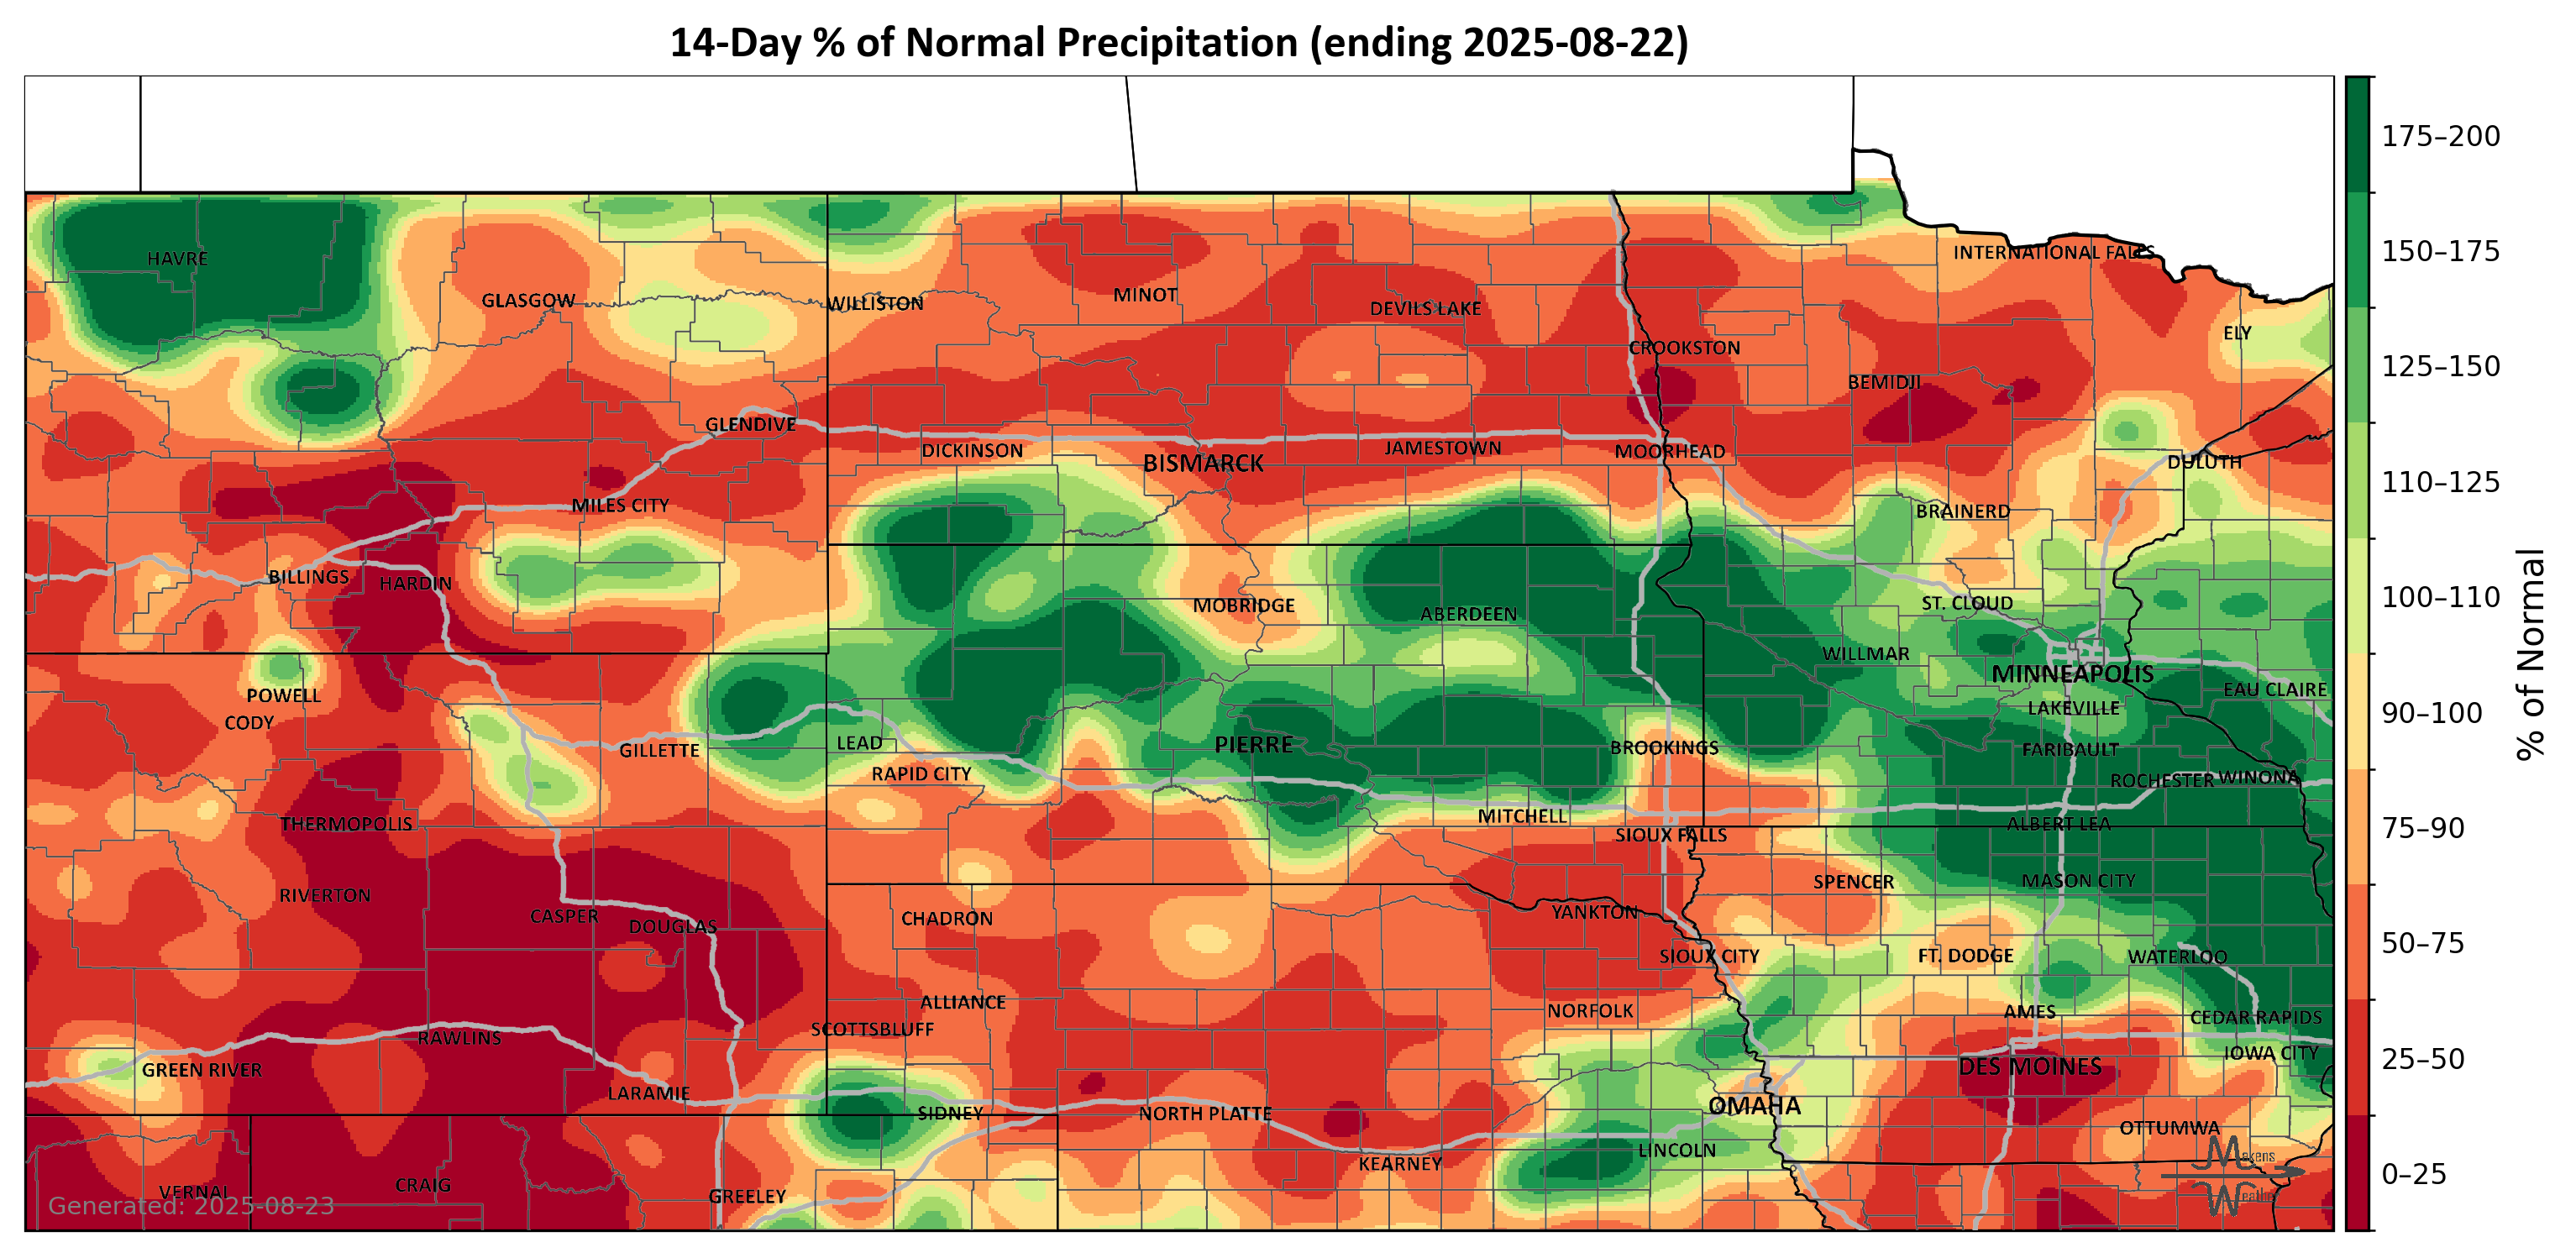 14-Day % of Normal Precipitation (ending 2025-08-22)
175–200
150–175
125–150
110–125
100–110
90–100
75–90
50–75
25–50
0–25
% of Normal
HAVRE
INTERNATIONAL FALLS
GLASGOW
WILLISTON
MINOT
DEVILS LAKE
ELY
CROOKSTON
BEMIDJI
GLENDIVE
DICKINSON
BISMARCK
JAMESTOWN
MOORHEAD
DULUTH
MILES CITY
BRAINERD
BILLINGS
HARDIN
MOBRIDGE
ABERDEEN
ST. CLOUD
WILLMAR
MINNEAPOLIS
POWELL
EAU CLAIRE
CODY
LAKEVILLE
GILLETTE
LEAD
PIERRE
BROOKINGS
FARIBAULT
RAPID CITY
ROCHESTER
WINONA
THERMOPOLIS
MITCHELL
ALBERT LEA
SIOUX FALLS
RIVERTON
SPENCER
MASON CITY
CASPER
DOUGLAS
CHADRON
YANKTON
SIOUX CITY
FT. DODGE
WATERLOO
ALLIANCE
NORFOLK
AMES
CEDAR RAPIDS
SCOTTSBLUFF
RAWLINS
IOWA CITY
GREEN RIVER
DES MOINES
LARAMIE
SIDNEY
NORTH PLATTE
OMAHA
OTTUMWA
LINCOLN
KEARNEY
Makens
Weather
VERNAL
CRAIG
GREELEY
Generated: 2025-08-23